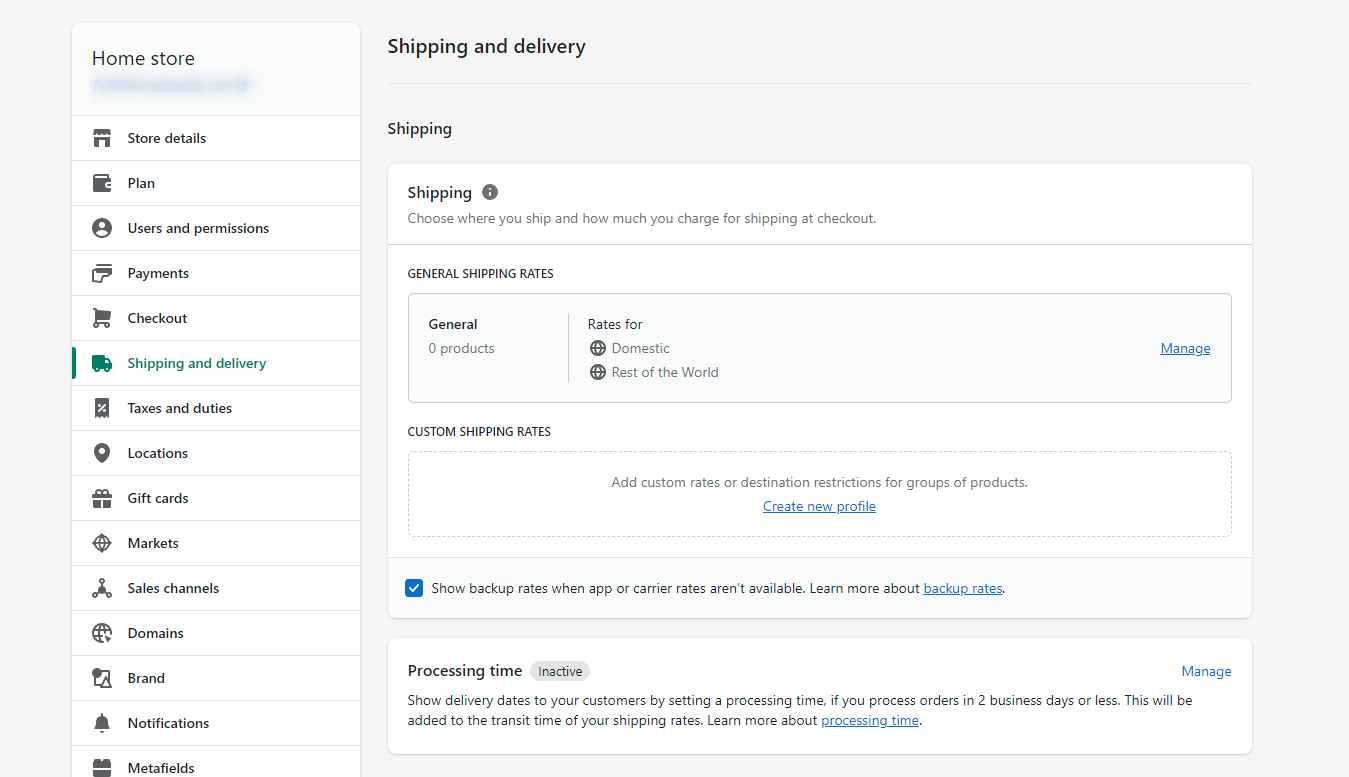 Home store
Store details
Plan
Users and permissions
Payments
Checkout
Shipping and delivery
Taxes and duties
Locations
Gift cards
Markets
Sales channels
Domains
Brand
Notifications
Metafields
Shipping and delivery
Shipping
Shipping
Choose where you ship and how much you charge for shipping at checkout.
GENERAL SHIPPING RATES
General
0 products
Rates for
Domestic
Rest of the World
Manage
CUSTOM SHIPPING RATES
Add custom rates or destination restrictions for groups of products.
Create new profile
Show backup rates when app or carrier rates aren’t available. Learn more about backup rates.
Processing time Inactive
Manage
Show delivery dates to your customers by setting a processing time, if you process orders in 2 business days or less. This will be
added to the transit time of your shipping rates. Learn more about processing time.